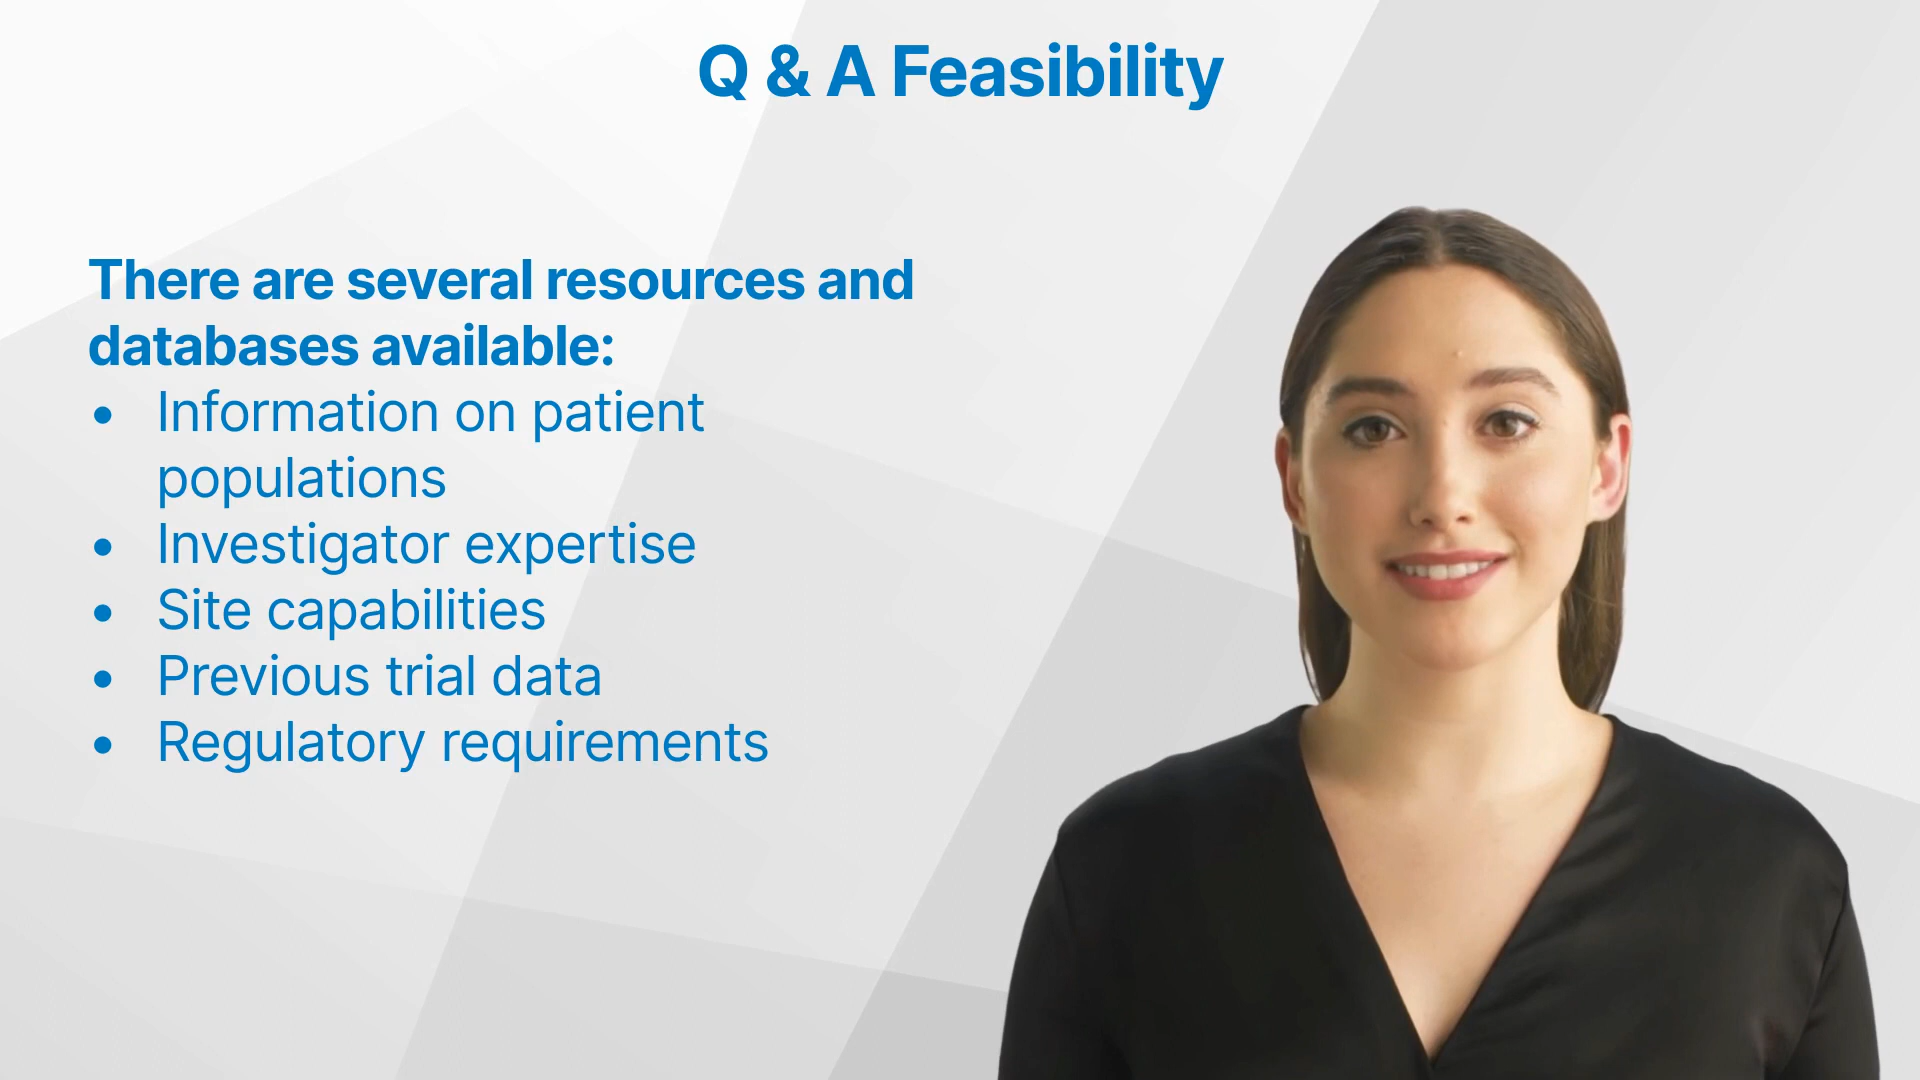 Q & A Feasibility
There are several resources and
databases available:
• Information on patient
populations
• Investigator expertise
• Site capabilities
• Previous trial data
• Regulatory requirements